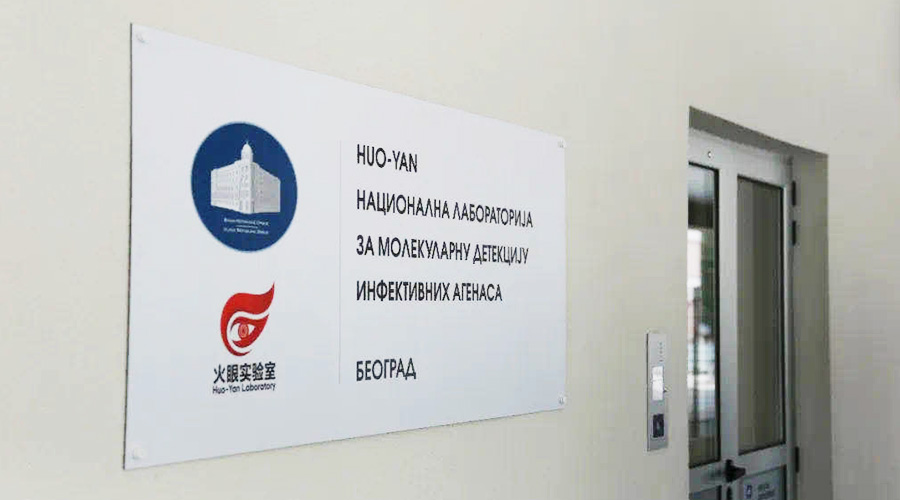 HUO-YAN
НАЦИОНАЛНА ЛАБОРАТОРИЈА
ЗА МОЛЕКУЛАРНУ ДЕТЕКЦИЈУ
ИНФЕКТИВНИХ АГЕНАСА
БЕОГРАД
火眼实验室
Huo-Yan Laboratory